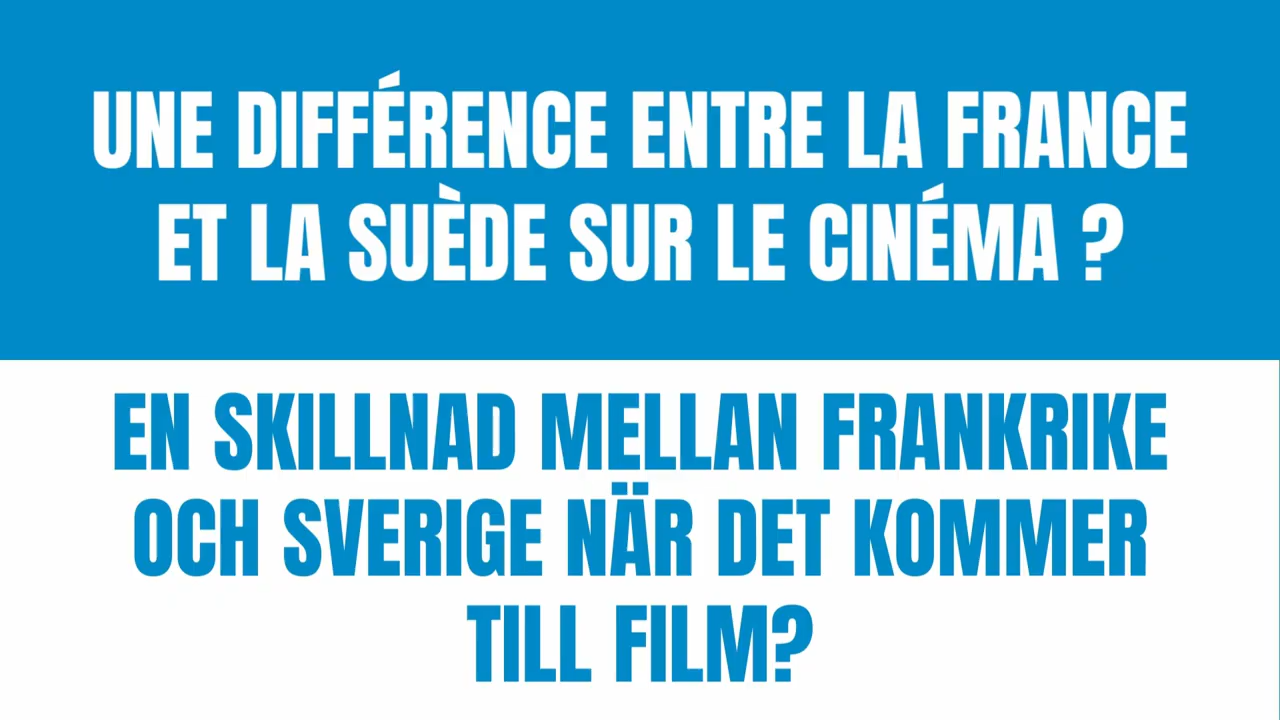 UNE DIFFÉRENCE ENTRE LA FRANCE
ET LA SUÈDE SUR LE CINÉMA ?
EN SKILLNAD MELLAN FRANKRIKE
OCH SVERIGE NÄR DET KOMMER
TILL FILM?